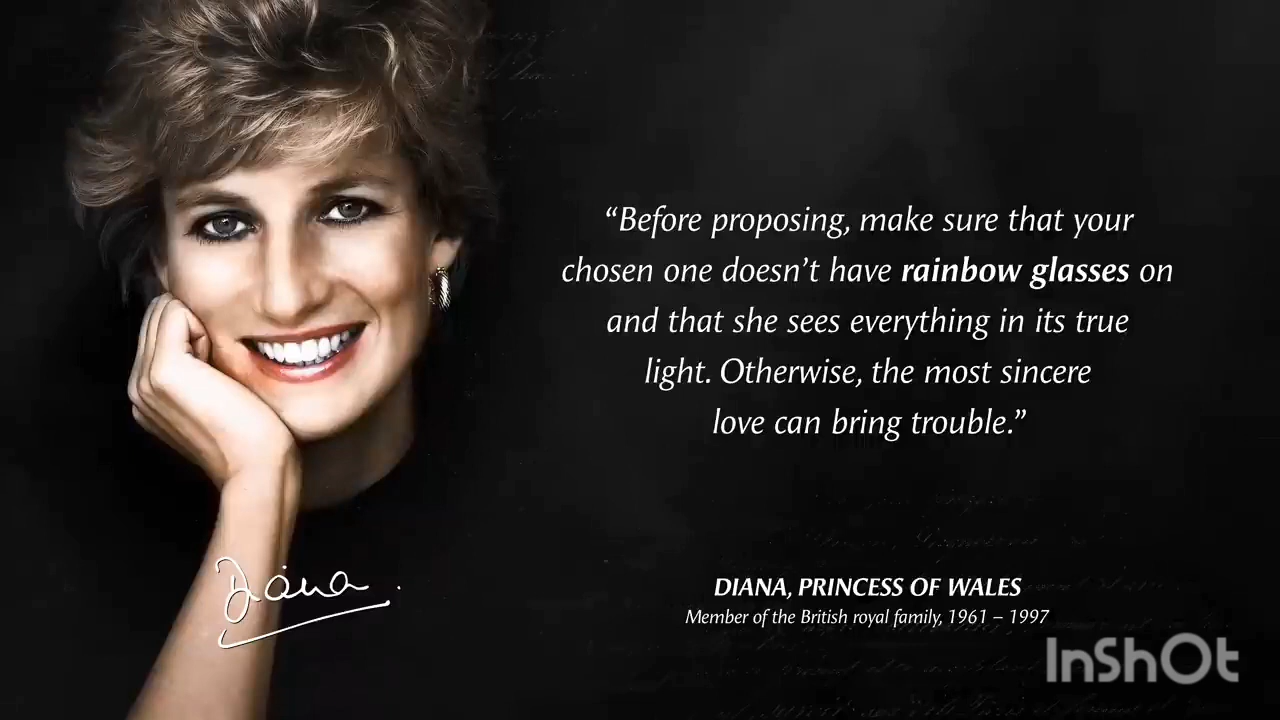 “Before proposing, make sure that your
chosen one doesn’t have rainbow glasses on
and that she sees everything in its true
light. Otherwise, the most sincere
love can bring trouble.”
Diana.
DIANA, PRINCESS OF WALES
Member of the British royal family, 1961 – 1997
InShOt